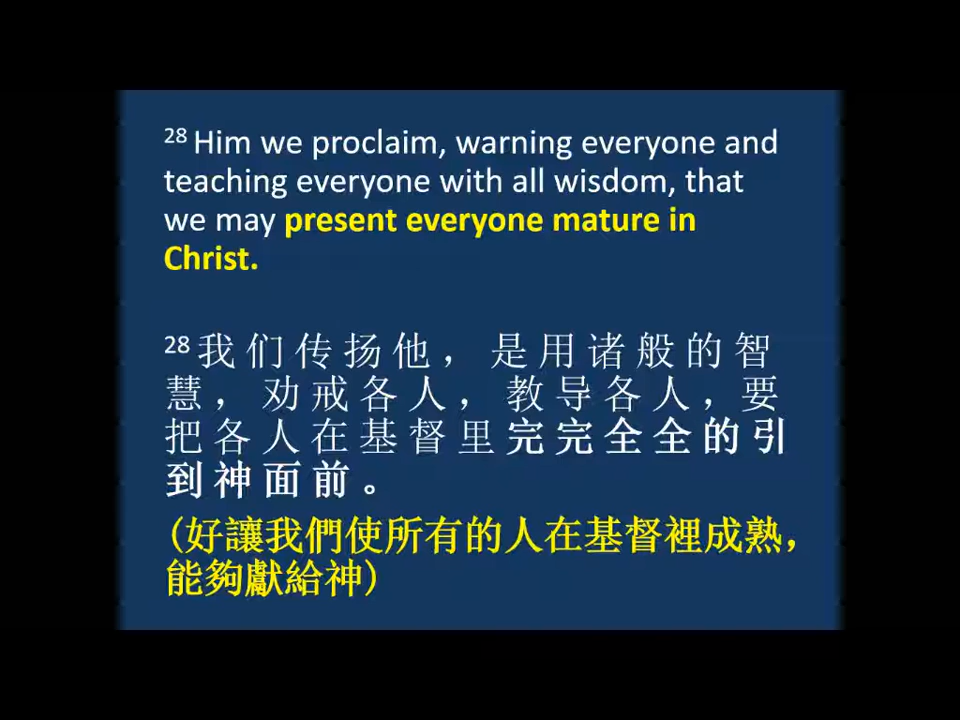 28 Him we proclaim, warning everyone and
teaching everyone with all wisdom, that
we may present everyone mature in
Christ.
28 我们传扬他，是用诸般的智
慧，劝戒各人，教导各人，要
把各人在基督里完完全全的引
到神面前。
(好讓我們使所有的人在基督裡成熟，
能夠獻給神)